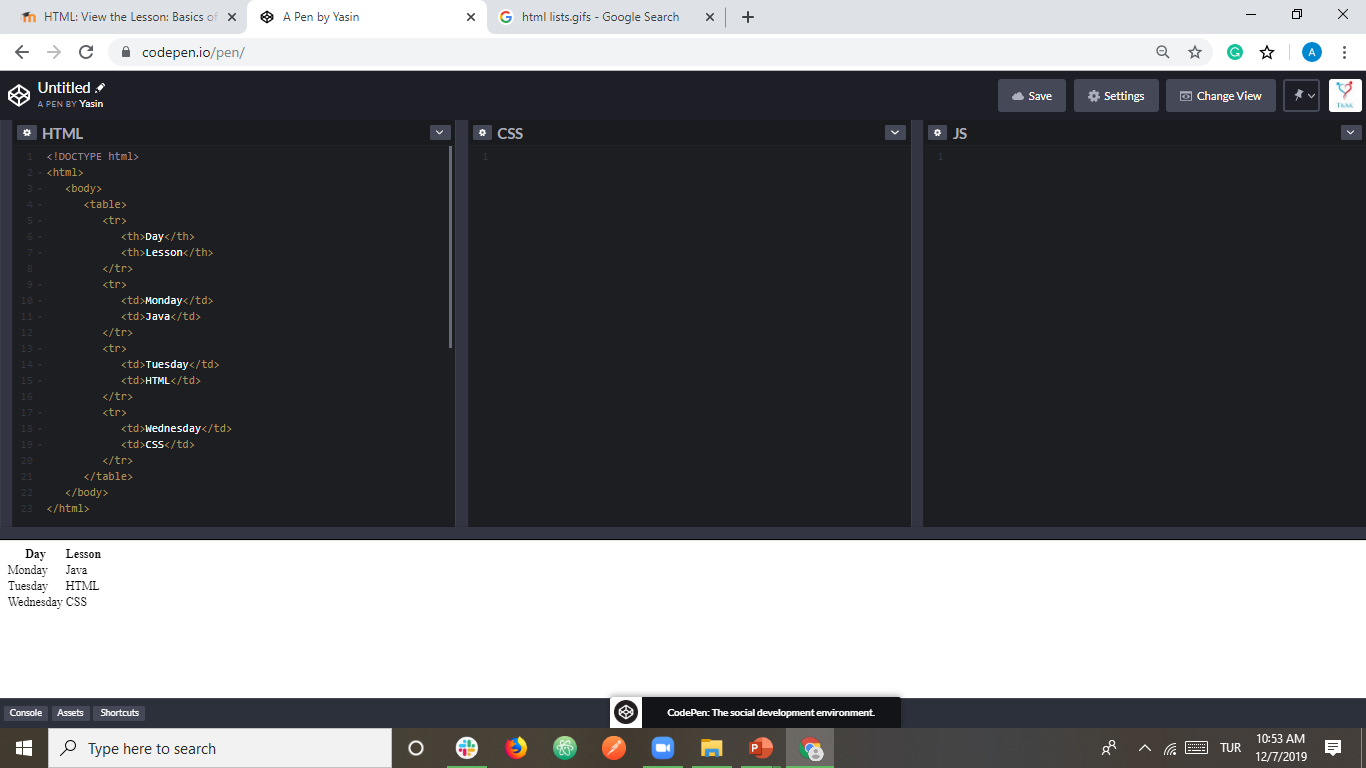 HTML: View the Lesson: Basics of
A Pen by Yasin
html lists.gifs - Google Search
codepen.io/pen/
A
Untitled
A PEN BY Yasin
Save
Settings
Change View
HTML
CSS
JS
1 <!DOCTYPE html>
2 <html>
3 <body>
4 <table>
5 <tr>
6 <th>Day</th>
7 <th>Lesson</th>
8 </tr>
9 <tr>
10 <td>Monday</td>
11 <td>Java</td>
12 </tr>
13 <tr>
14 <td>Tuesday</td>
15 <td>HTML</td>
16 </tr>
17 <tr>
18 <td>Wednesday</td>
19 <td>CSS</td>
20 </tr>
21 </table>
22 </body>
23 </html>
1
1
Day Lesson
Monday Java
Tuesday HTML
Wednesday CSS
Console
Assets
Shortcuts
CodePen: The social development environment.
Type here to search
TUR
10:53 AM
12/7/2019